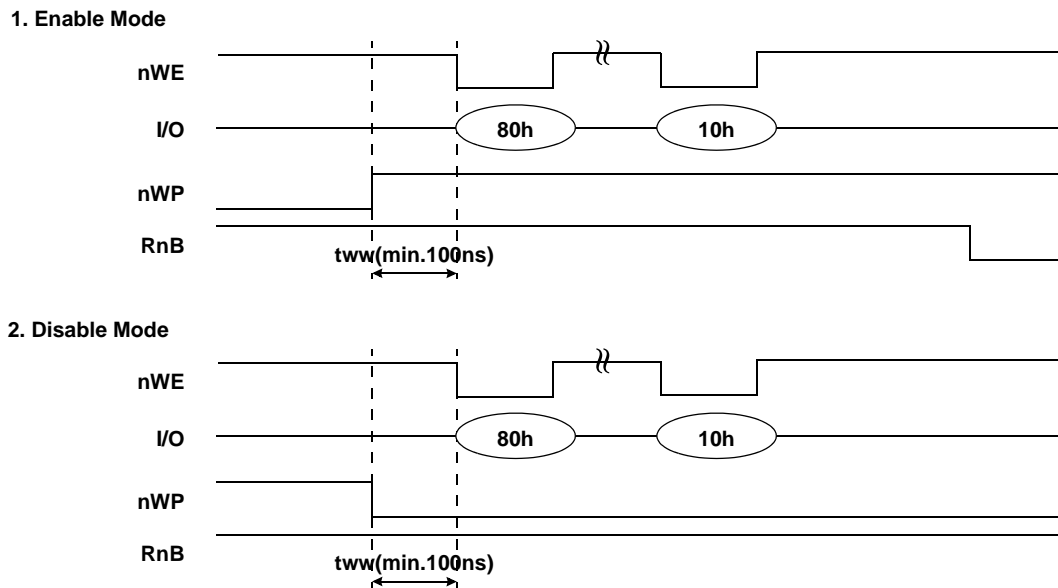 1. Enable Mode
nWE
I/O 80h 10h
nWP
RnB
tww(min.100ns)
2. Disable Mode
nWE
I/O 80h 10h
nWP
RnB
tww(min.100ns)